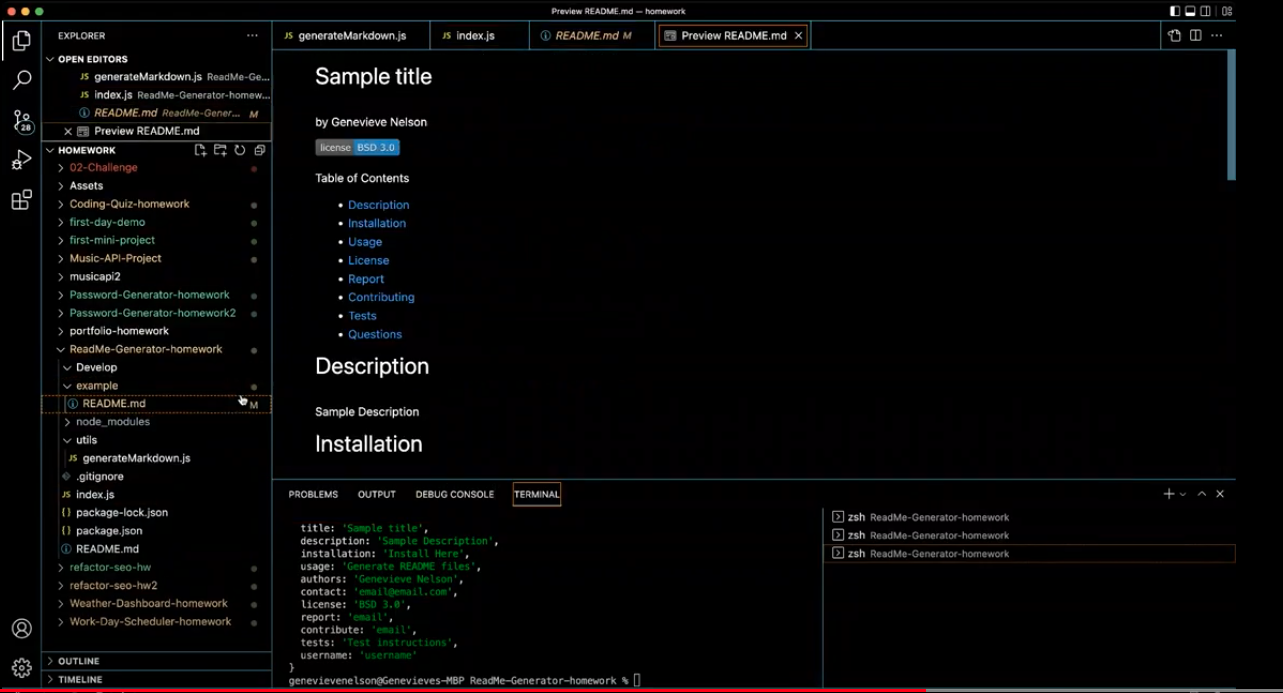 Preview README.md — homework
EXPLORER
OPEN EDITORS
JS generateMarkdown.js ReadMe-Ge...
JS index.js ReadMe-Generator-homew...
README.md ReadMe-Gener... M
Preview README.md
HOMEWORK
02-Challenge
Assets
Coding-Quiz-homework
first-day-demo
first-mini-project
Music-API-Project
musicapi2
Password-Generator-homework
Password-Generator-homework2
portfolio-homework
ReadMe-Generator-homework
Develop
example
README.md M
node_modules
utils
JS generateMarkdown.js
.gitignore
JS index.js
{} package-lock.json
{} package.json
README.md
refactor-seo-hw
refactor-seo-hw2
Weather-Dashboard-homework
Work-Day-Scheduler-homework
OUTLINE
TIMELINE
28
JS generateMarkdown.js JS index.js README.md M Preview README.md
Sample title
by Genevieve Nelson
license BSD 3.0
Table of Contents
• Description
• Installation
• Usage
• License
• Report
• Contributing
• Tests
• Questions
Description
Sample Description
Installation
PROBLEMS OUTPUT DEBUG CONSOLE TERMINAL
title: 'Sample title',
description: 'Sample Description',
installation: 'Install Here',
usage: 'Generate README files',
authors: 'Genevieve Nelson',
contact: 'email@email.com',
license: 'BSD 3.0',
report: 'email',
contribute: 'email',
tests: 'Test instructions',
username: 'username'
}
genevievenelson@Genevieves-MBP ReadMe-Generator-homework %
zsh ReadMe-Generator-homework
zsh ReadMe-Generator-homework
zsh ReadMe-Generator-homework